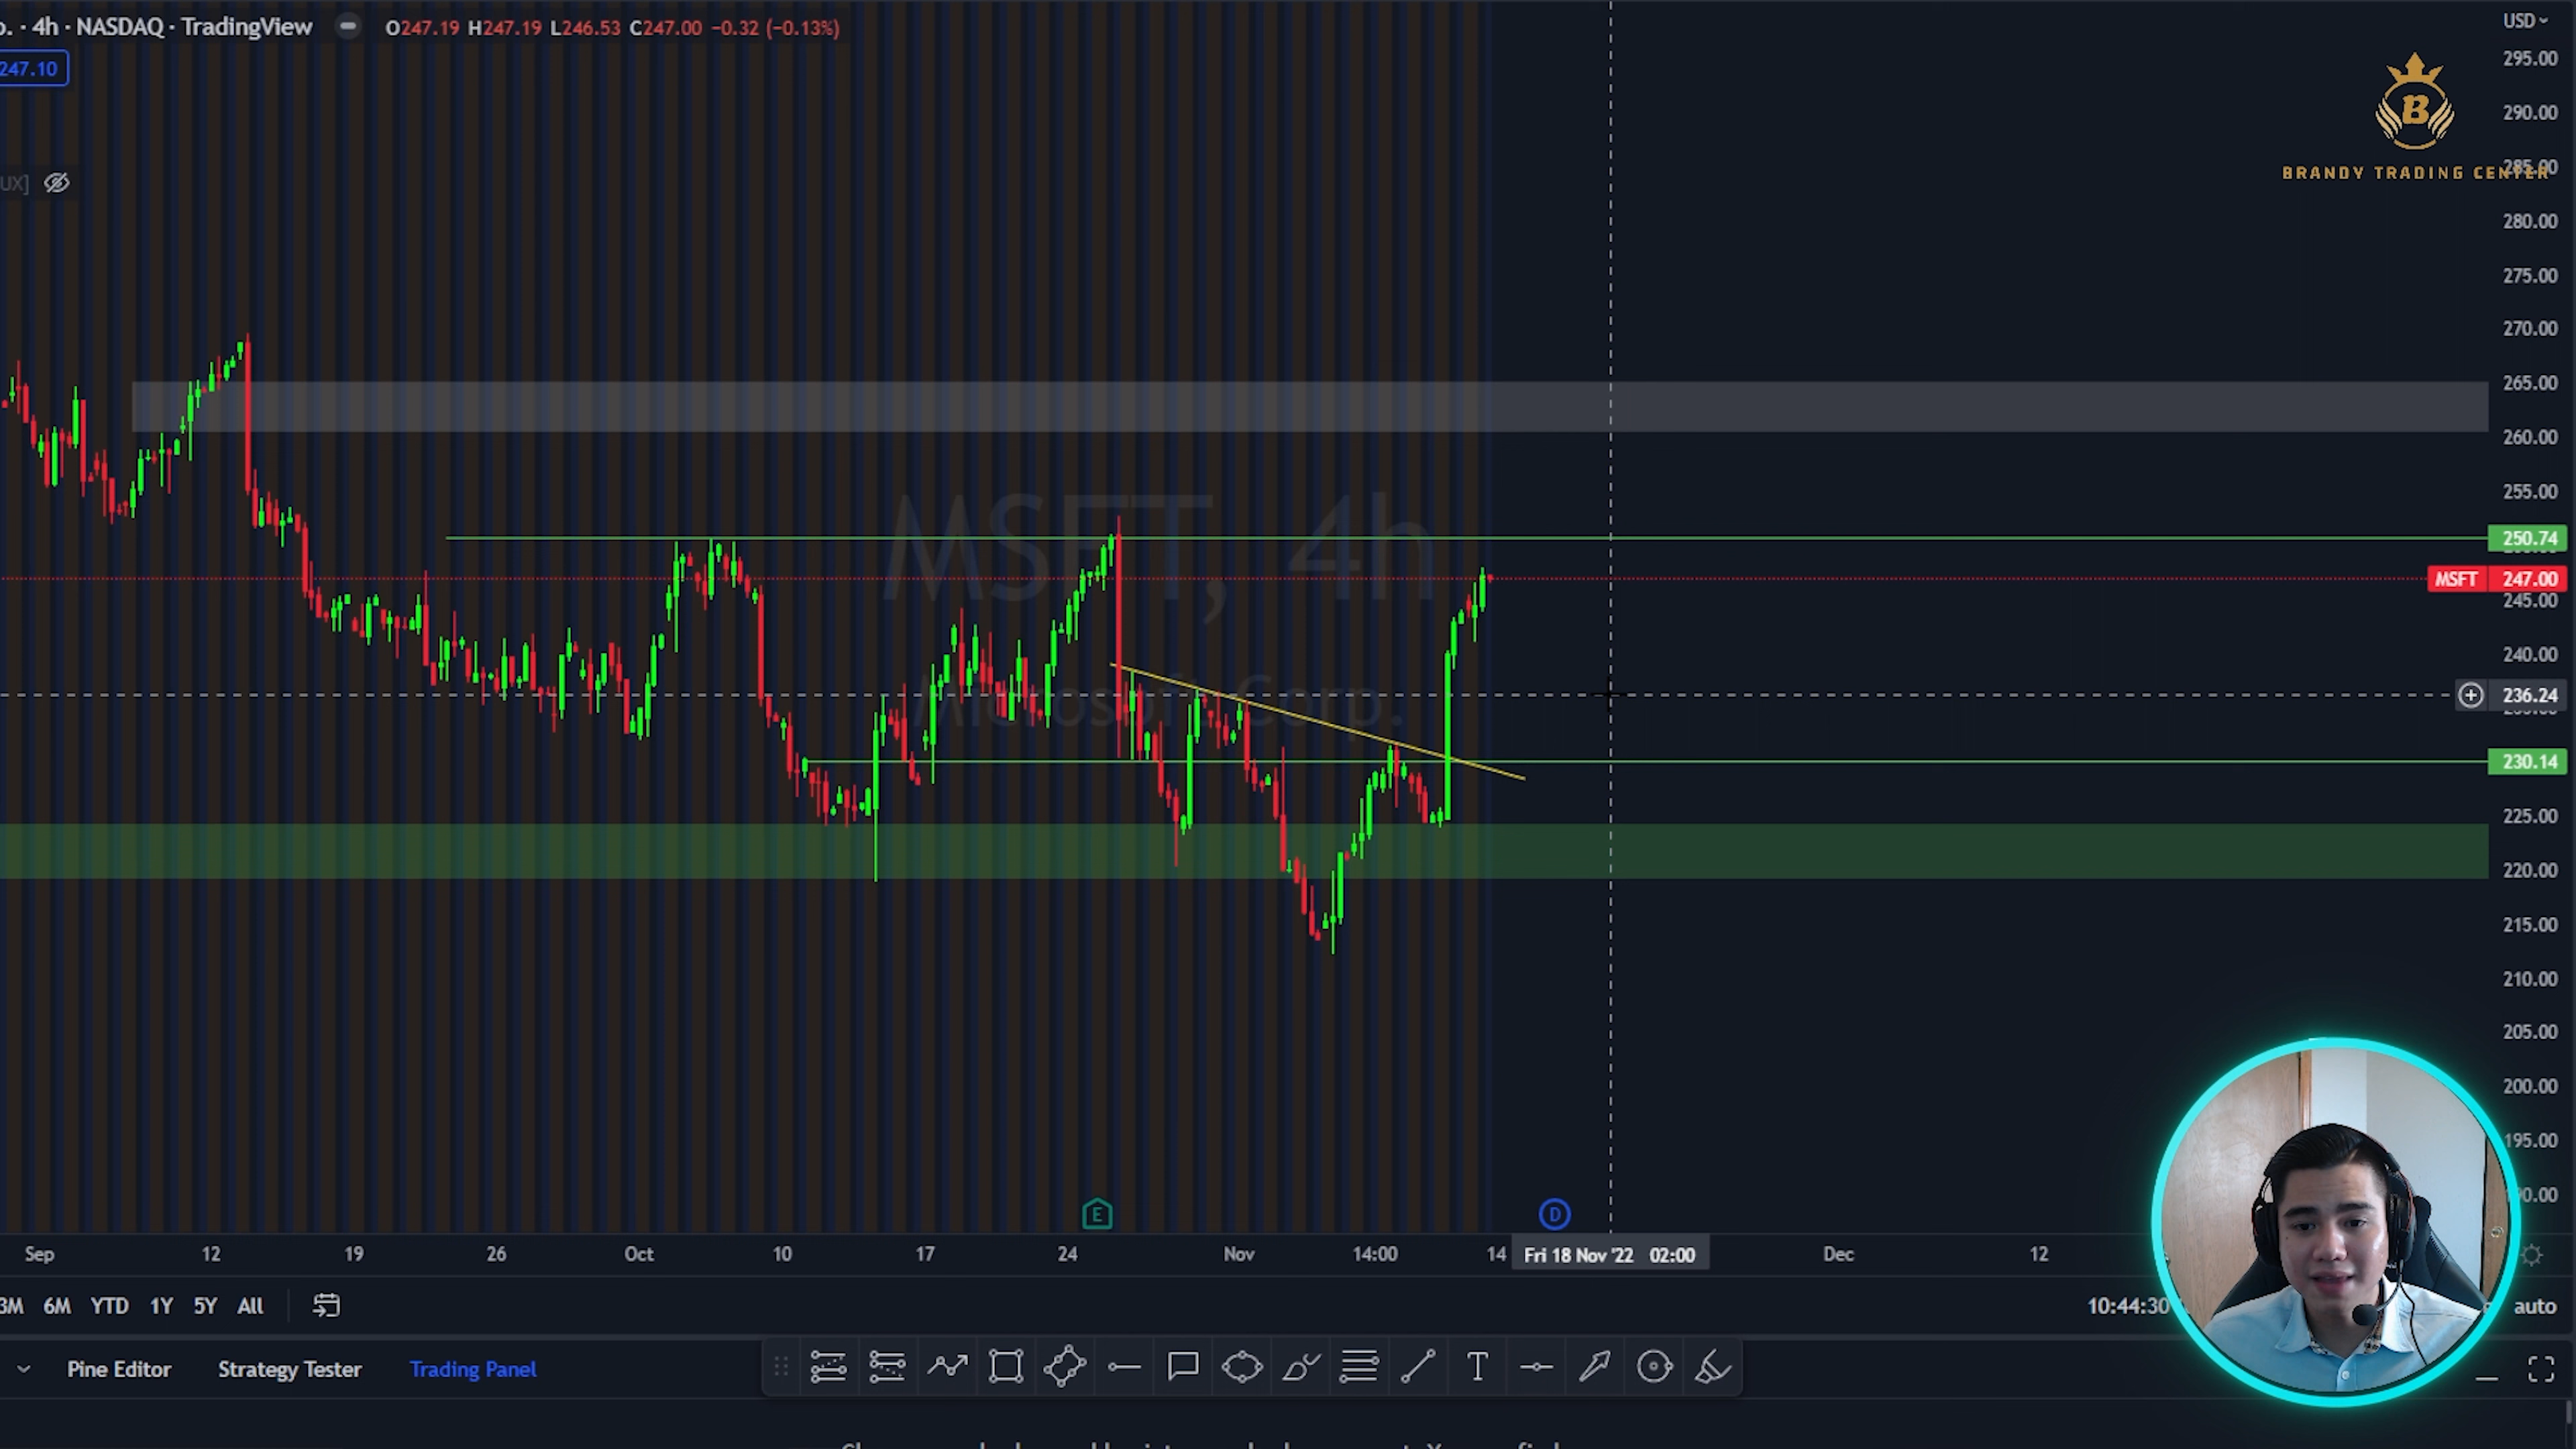 . · 4h · NASDAQ · TradingView O247.19 H247.19 L246.53 C247.00 −0.32 (−0.13%)
247.10
UX]
USD
295.00
290.00
285.00
280.00
275.00
270.00
265.00
260.00
255.00
250.74
MSFT 247.00
245.00
240.00
236.24
230.14
225.00
220.00
215.00
210.00
205.00
200.00
195.00
B
BRANDY TRADING CENTER
MSFT, 4h
Microsoft Corp.
E
D
Sep 12 19 26 Oct 10 17 24 Nov 14:00 14 Fri 18 Nov '22 02:00 Dec 12
3M 6M YTD 1Y 5Y All
10:44:30
auto
Pine Editor Strategy Tester Trading Panel
T